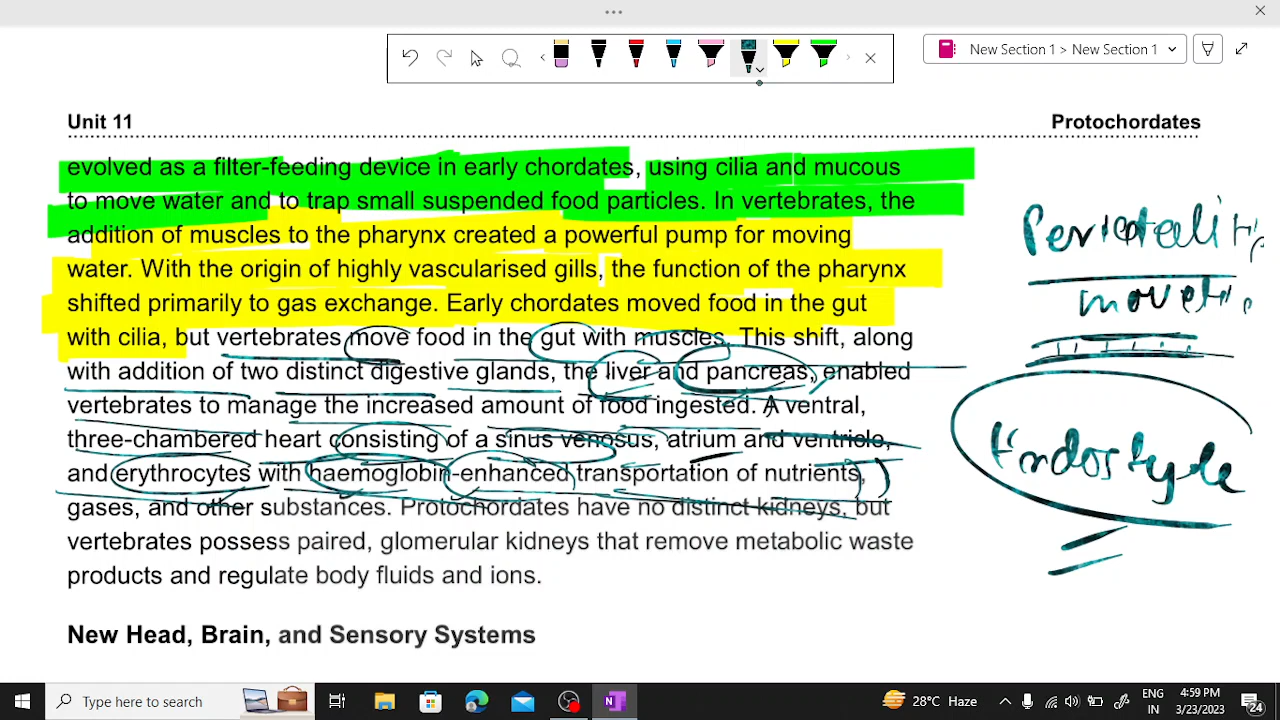 New Section 1 > New Section 1
Unit 11
Protochordates
evolved as a filter-feeding device in early chordates, using cilia and mucous
to move water and to trap small suspended food particles. In vertebrates, the
addition of muscles to the pharynx created a powerful pump for moving
water. With the origin of highly vascularised gills, the function of the pharynx
shifted primarily to gas exchange. Early chordates moved food in the gut
with cilia, but vertebrates move food in the gut with muscles. This shift, along
with addition of two distinct digestive glands, the liver and pancreas, enabled
vertebrates to manage the increased amount of food ingested. A ventral,
three-chambered heart consisting of a sinus venosus, atrium and ventricle,
and erythrocytes with haemoglobin-enhanced transportation of nutrients,
gases, and other substances. Protochordates have no distinct kidneys, but
vertebrates possess paired, glomerular kidneys that remove metabolic waste
products and regulate body fluids and ions.
New Head, Brain, and Sensory Systems
Endostyle
Type here to search
28°C Haze
ENG
IN
4:59 PM
3/23/2023
24